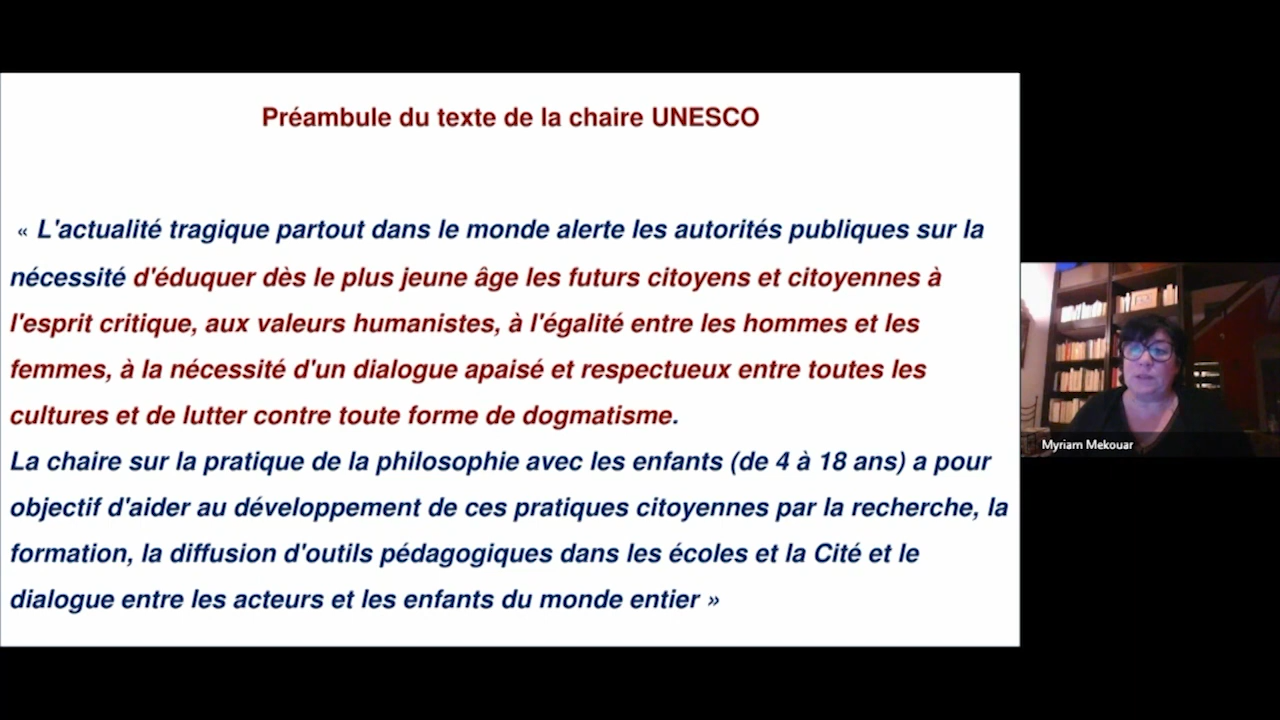 Préambule du texte de la chaire UNESCO
« L'actualité tragique partout dans le monde alerte les autorités publiques sur la
nécessité d'éduquer dès le plus jeune âge les futurs citoyens et citoyennes à
l'esprit critique, aux valeurs humanistes, à l'égalité entre les hommes et les
femmes, à la nécessité d'un dialogue apaisé et respectueux entre toutes les
cultures et de lutter contre toute forme de dogmatisme.
La chaire sur la pratique de la philosophie avec les enfants (de 4 à 18 ans) a pour
objectif d'aider au développement de ces pratiques citoyennes par la recherche, la
formation, la diffusion d'outils pédagogiques dans les écoles et la Cité et le
dialogue entre les acteurs et les enfants du monde entier »
Myriam Mekouar